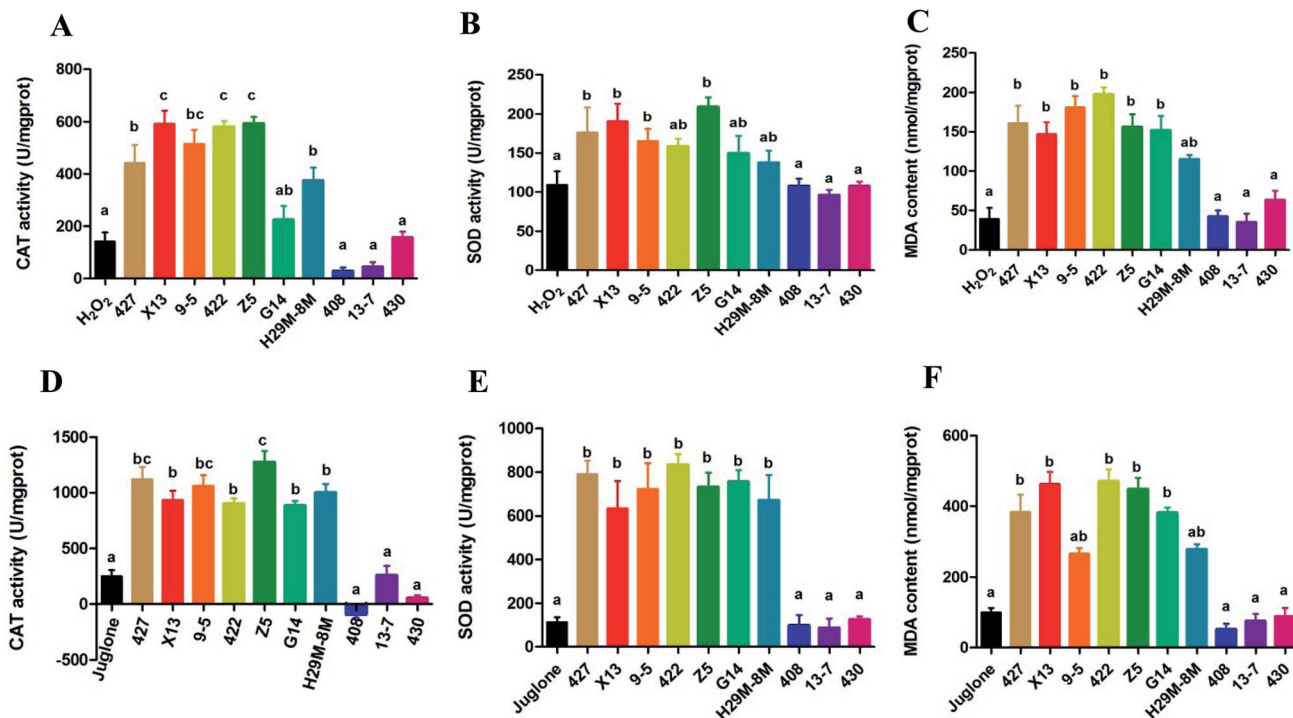 A
CAT activity (U/mgprot)
800
600
400
200
0
a
b
c
bc
c
c
ab
b
a
a
a
H₂O₂
427
X13
9-5
422
Z5
G14
H29M-8M
408
13-7
430
B
SOD activity (U/mgprot)
250
200
150
100
50
0
a
b
b
b
ab
b
ab
ab
a
a
a
H₂O₂
427
X13
9-5
422
Z5
G14
H29M-8M
408
13-7
430
C
MDA content (nmol/mgprot)
250
200
150
100
50
0
a
b
b
b
b
b
b
ab
a
a
a
H₂O₂
427
X13
9-5
422
Z5
G14
H29M-8M
408
13-7
430
D
CAT activity (U/mgprot)
1500
1000
500
0
-500
a
bc
b
bc
b
c
b
b
a
a
a
Juglone
427
X13
9-5
422
Z5
G14
H29M-8M
408
13-7
430
E
SOD activity (U/mgprot)
1000
800
600
400
200
0
a
b
b
b
b
b
b
b
a
a
a
Juglone
427
X13
9-5
422
Z5
G14
H29M-8M
408
13-7
430
F
MDA content (nmol/mgprot)
600
400
200
0
a
b
b
ab
b
b
b
ab
a
a
a
Juglone
427
X13
9-5
422
Z5
G14
H29M-8M
408
13-7
430